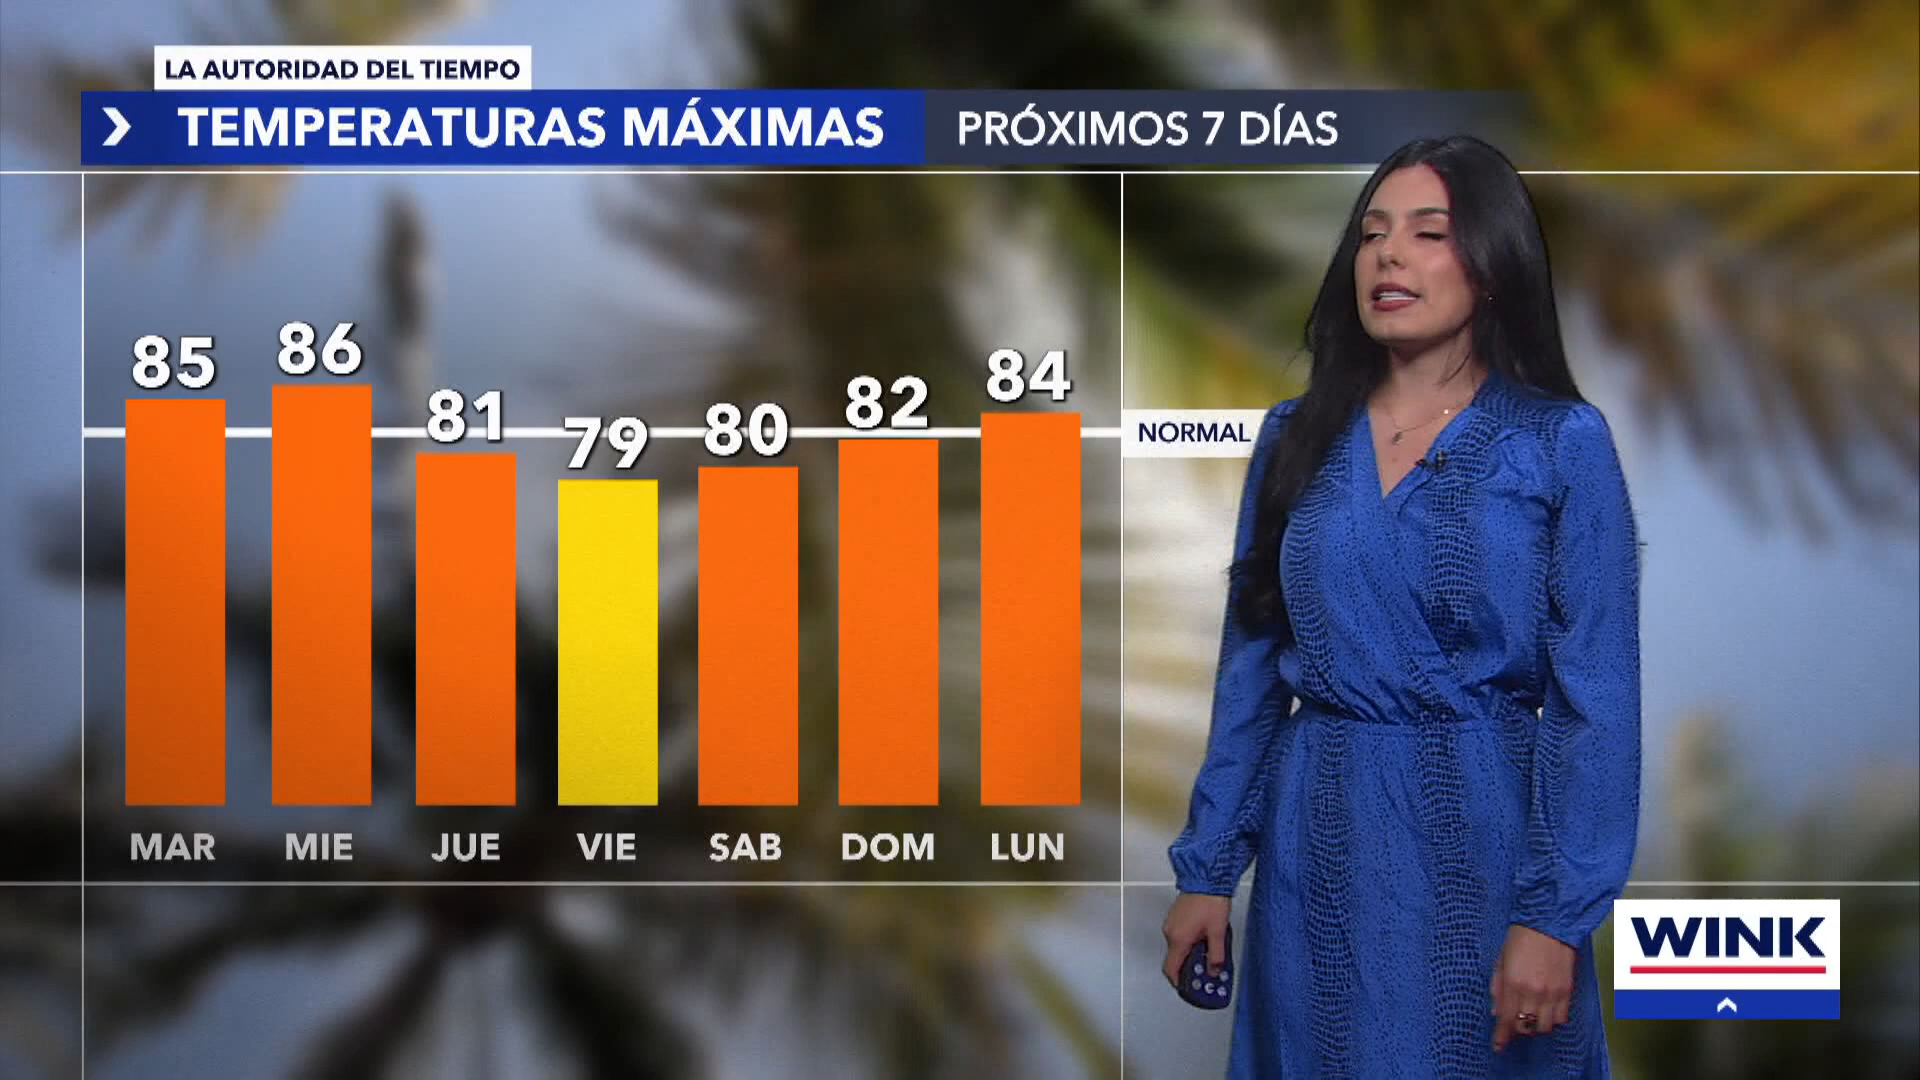 LA AUTORIDAD DEL TIEMPO
TEMPERATURAS MÁXIMAS PRÓXIMOS 7 DÍAS
85 86 81 79 80 82 84
NORMAL
MAR MIE JUE VIE SAB DOM LUN
WINK